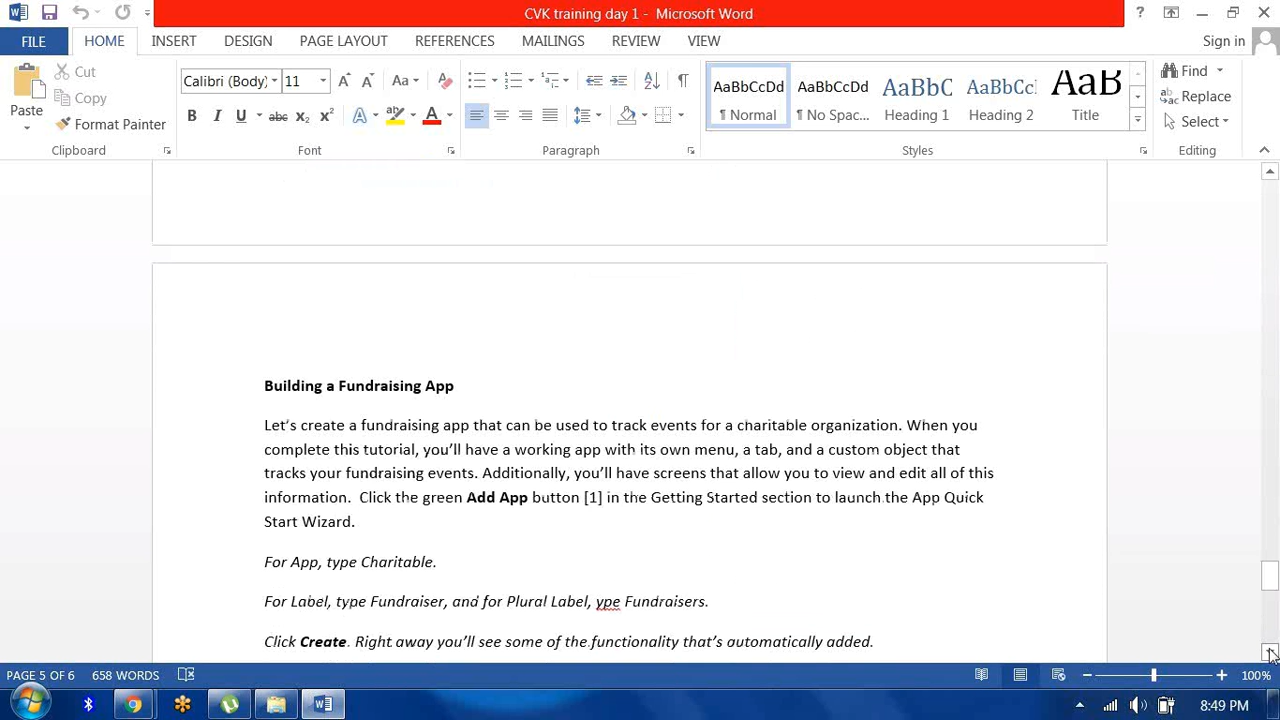 CVK training day 1 - Microsoft Word
?
FILE HOME INSERT DESIGN PAGE LAYOUT REFERENCES MAILINGS REVIEW VIEW Sign in
Paste
Cut
Copy
Format Painter
Clipboard
Calibri (Body) 11 Aa
B I U abc x₂ x² A A
Font
Paragraph
AaBbCcDd AaBbCcDd AaBbC AaBbCc AaB
¶ Normal ¶ No Spac... Heading 1 Heading 2 Title
Styles
Find
Replace
Select
Editing
Building a Fundraising App
Let's create a fundraising app that can be used to track events for a charitable organization. When you
complete this tutorial, you'll have a working app with its own menu, a tab, and a custom object that
tracks your fundraising events. Additionally, you'll have screens that allow you to view and edit all of this
information. Click the green Add App button [1] in the Getting Started section to launch the App Quick
Start Wizard.
For App, type Charitable.
For Label, type Fundraiser, and for Plural Label, ype Fundraisers.
Click Create. Right away you'll see some of the functionality that's automatically added.
PAGE 5 OF 6 658 WORDS 100%
8:49 PM